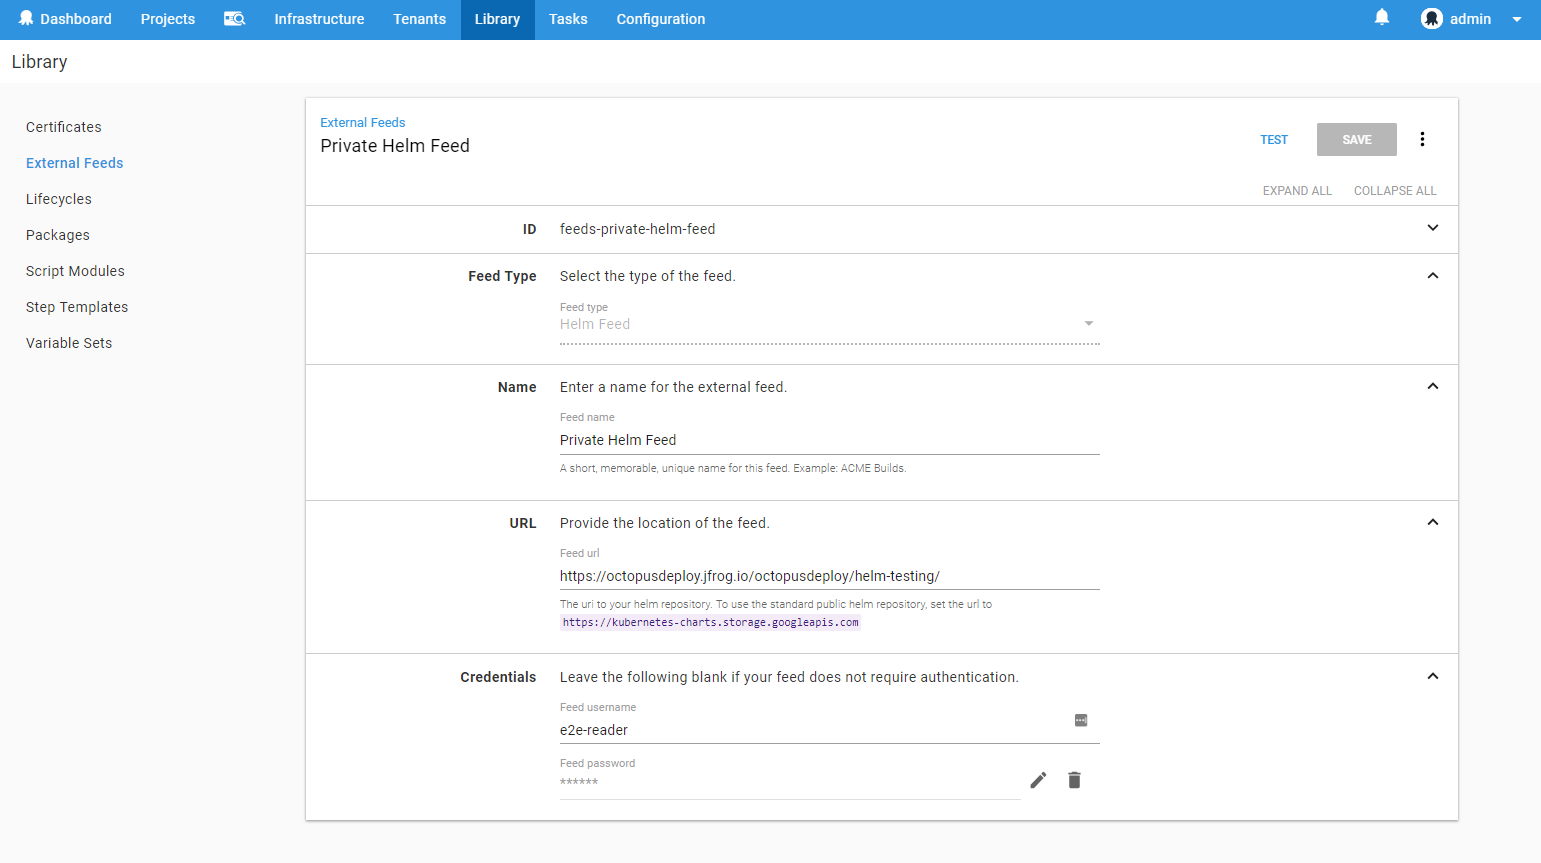 Dashboard Projects Infrastructure Tenants Library Tasks Configuration admin
Library
Certificates
External Feeds
Lifecycles
Packages
Script Modules
Step Templates
Variable Sets
External Feeds
Private Helm Feed
TEST SAVE
EXPAND ALL COLLAPSE ALL
ID feeds-private-helm-feed
Feed Type Select the type of the feed.
Feed type
Helm Feed
Name Enter a name for the external feed.
Feed name
Private Helm Feed
A short, memorable, unique name for this feed. Example: ACME Builds.
URL Provide the location of the feed.
Feed url
https://octopusdeploy.jfrog.io/octopusdeploy/helm-testing/
The uri to your helm repository. To use the standard public helm repository, set the url to
https://kubernetes-charts.storage.googleapis.com
Credentials Leave the following blank if your feed does not require authentication.
Feed username
e2e-reader
Feed password
******